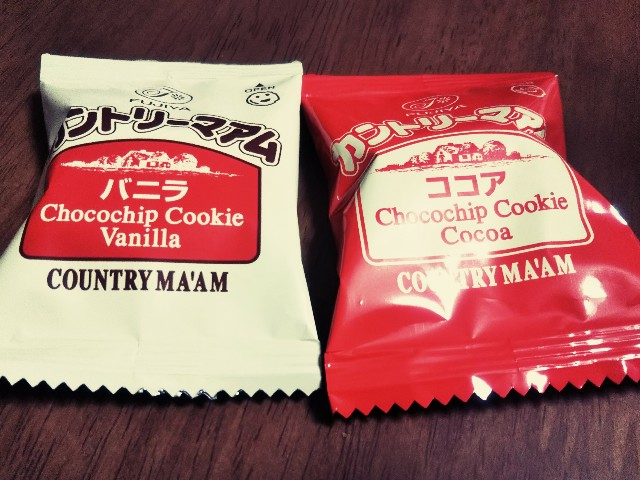 FUJIYA
OPEN
カントリーマアム
バニラ
Chocochip Cookie
Vanilla
COUNTRY MA'AM
FUJIYA
カントリーマアム
ココア
Chocochip Cookie
Cocoa
COUNTRY MA'AM